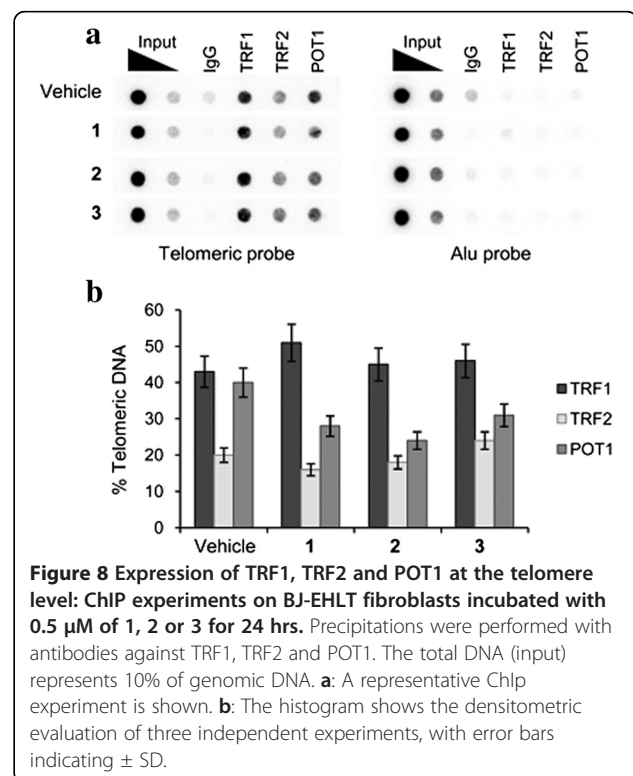 a
Input IgG TRF1 TRF2 POT1 Input IgG TRF1 TRF2 POT1
Vehicle
1
2
3
Telomeric probe Alu probe
b
60
50
40
30
20
10
0
% Telomeric DNA
TRF1
TRF2
POT1
Vehicle 1 2 3
Figure 8 Expression of TRF1, TRF2 and POT1 at the telomere
level: ChIP experiments on BJ-EHLT fibroblasts incubated with
0.5 μM of 1, 2 or 3 for 24 hrs. Precipitations were performed with
antibodies against TRF1, TRF2 and POT1. The total DNA (input)
represents 10% of genomic DNA. a: A representative ChIp
experiment is shown. b: The histogram shows the densitometric
evaluation of three independent experiments, with error bars
indicating ± SD.